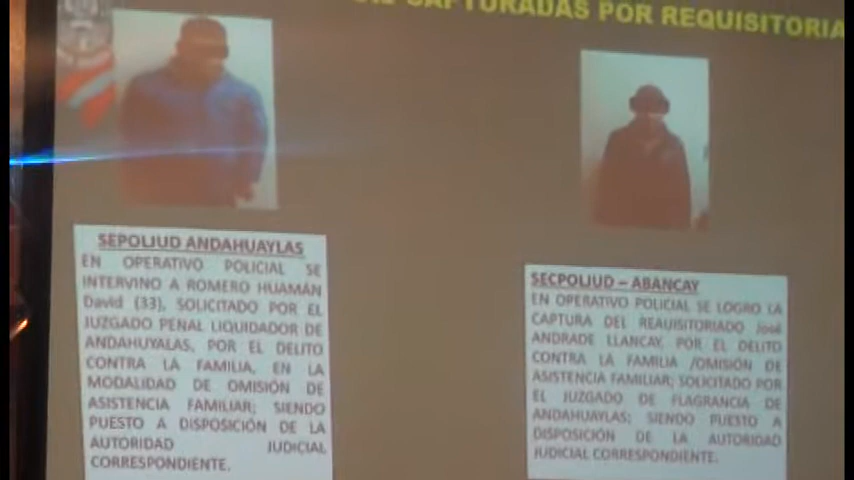 CAPTURADAS POR REQUISITORIA
SEPOLJUD ANDAHUAYLAS
EN OPERATIVO POLICIAL SE
INTERVINO A ROMERO HUAMÁN
David (33), SOLICITADO POR EL
JUZGADO PENAL LIQUIDADOR DE
ANDAHUYALAS, POR EL DELITO
CONTRA LA FAMILIA, EN LA
MODALIDAD DE OMISIÓN DE
ASISTENCIA FAMILIAR; SIENDO
PUESTO A DISPOSICIÓN DE LA
AUTORIDAD JUDICIAL
CORRESPONDIENTE.
SECPOLJUD – ABANCAY
EN OPERATIVO POLICIAL SE LOGRO LA
CAPTURA DEL REAUISITORIADO José
ANDRADE LLANCAY, POR EL DELITO
CONTRA LA FAMILIA /OMISIÓN DE
ASISTENCIA FAMILIAR; SOLICITADO POR
EL JUZGADO DE FLAGRANCIA DE
ANDAHUAYLAS; SIENDO PUESTO A
DISPOSICIÓN DE LA AUTORIDAD
JUDICIAL CORRESPONDIENTE.